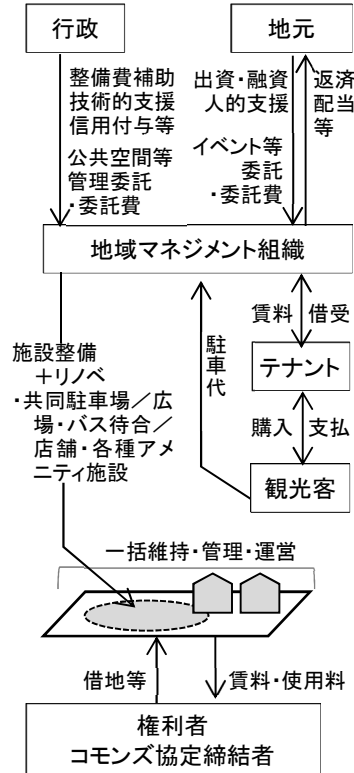 行政
地元
整備費補助
技術的支援
信用付与等
公共空間等
管理委託
・委託費
出資・融資
人的支援
イベント等
委託
・委託費
返済
配当
等
地域マネジメント組織
施設整備
＋リノベ
・共同駐車場／広
場・バス待合／
店舗・各種アメ
ニティ施設
駐車代
賃料
借受
テナント
購入
支払
観光客
一括維持・管理・運営
借地等
賃料・使用料
権利者
コモンズ協定締結者